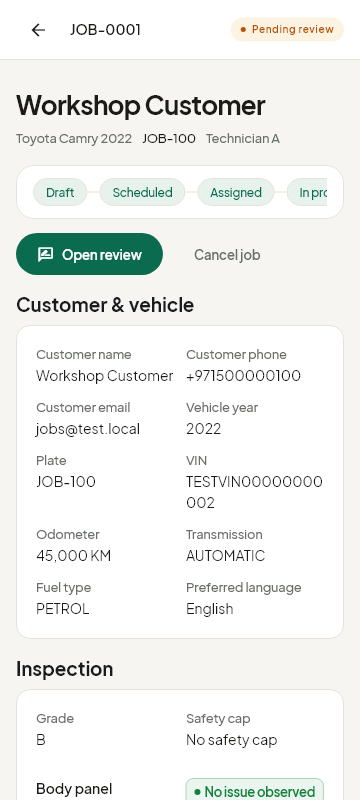 JOB-0001
Pending review
Workshop Customer
Toyota Camry 2022 JOB-100 Technician A
Draft Scheduled Assigned In pro
Open review Cancel job
Customer & vehicle
Customer name Customer phone
Workshop Customer +971500000100
Customer email Vehicle year
jobs@test.local 2022
Plate VIN
JOB-100 TESTVIN00000000
002
Odometer Transmission
45,000 KM AUTOMATIC
Fuel type Preferred language
PETROL English
Inspection
Grade Safety cap
B No safety cap
Body panel No issue observed